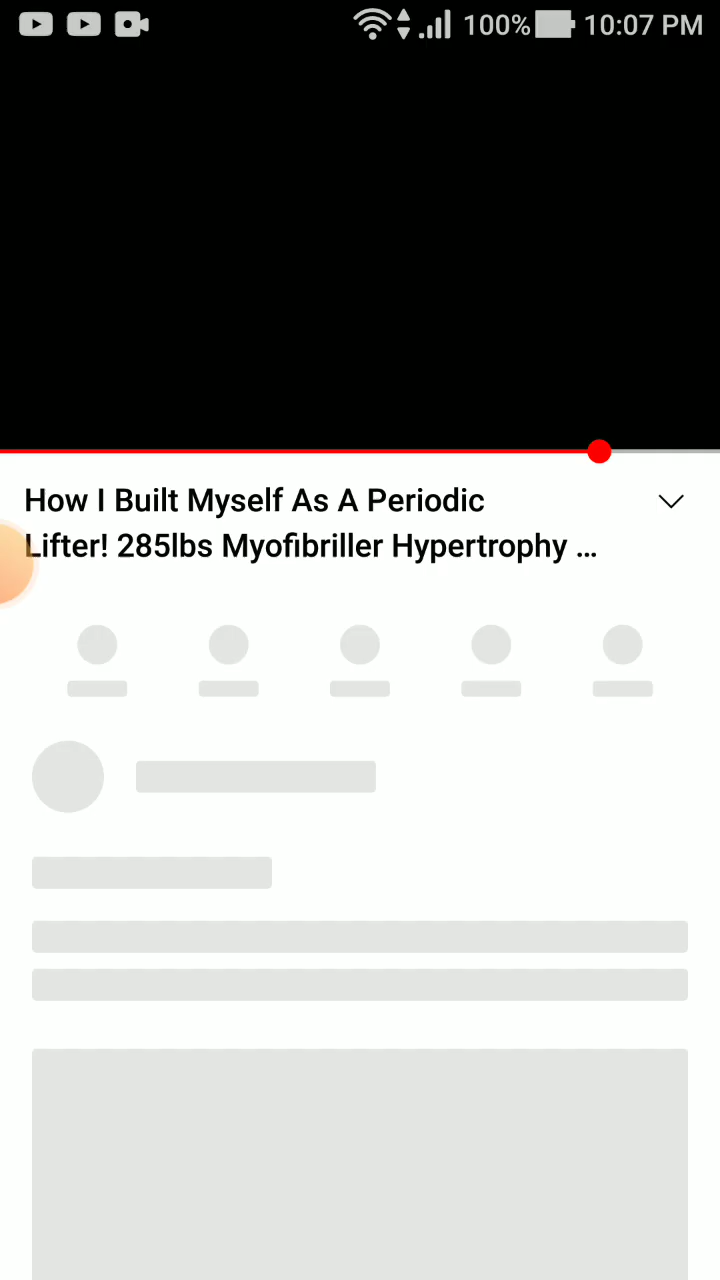 100% 10:07 PM
How I Built Myself As A Periodic
Lifter! 285lbs Myofibriller Hypertrophy ...